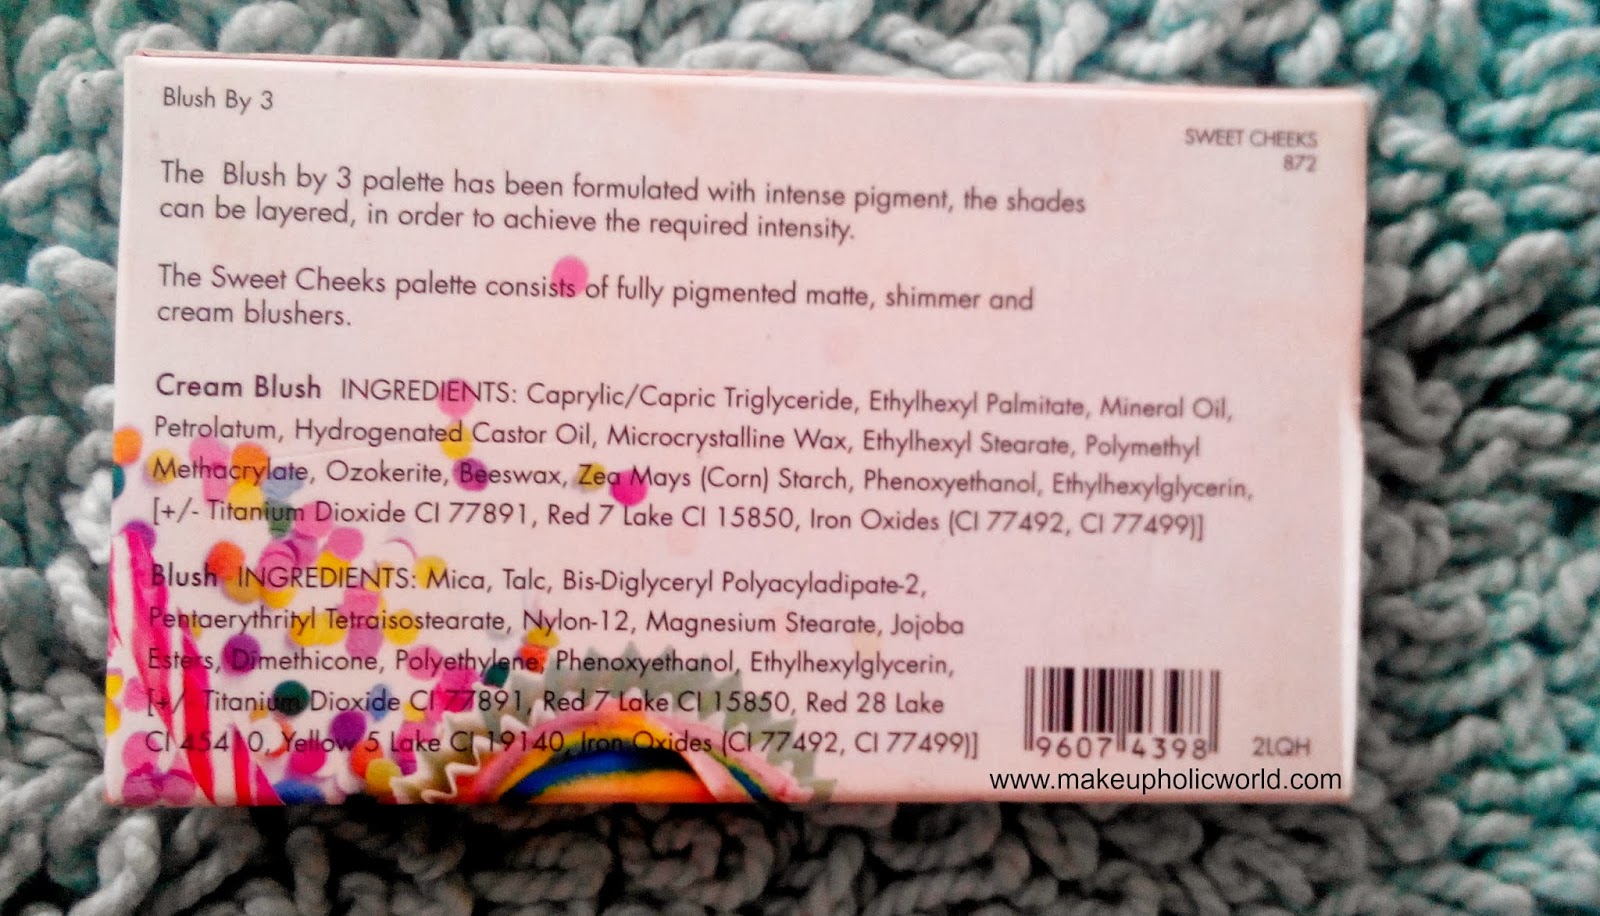 Blush By 3
SWEET CHEEKS
872
The Blush by 3 palette has been formulated with intense pigment, the shades
can be layered, in order to achieve the required intensity.
The Sweet Cheeks palette consists of fully pigmented matte, shimmer and
cream blushers.
Cream Blush INGREDIENTS: Caprylic/Capric Triglyceride, Ethylhexyl Palmitate, Mineral Oil,
Petrolatum, Hydrogenated Castor Oil, Microcrystalline Wax, Ethylhexyl Stearate, Polymethyl
Methacrylate, Ozokerite, Beeswax, Zea Mays (Corn) Starch, Phenoxyethanol, Ethylhexylglycerin,
[+/- Titanium Dioxide CI 77891, Red 7 Lake CI 15850, Iron Oxides (CI 77492, CI 77499)]
Blush INGREDIENTS: Mica, Talc, Bis-Diglyceryl Polyacyladipate-2,
Pentaerythrityl Tetraisostearate, Nylon-12, Magnesium Stearate, Jojoba
Esters, Dimethicone, Polyethylene, Phenoxyethanol, Ethylhexylglycerin,
[+/- Titanium Dioxide CI 77891, Red 7 Lake CI 15850, Red 28 Lake
CI 45410, Yellow 5 Lake CI 19140, Iron Oxides (CI 77492, CI 77499)]
96074398
2LQH
www.makeupholicworld.com